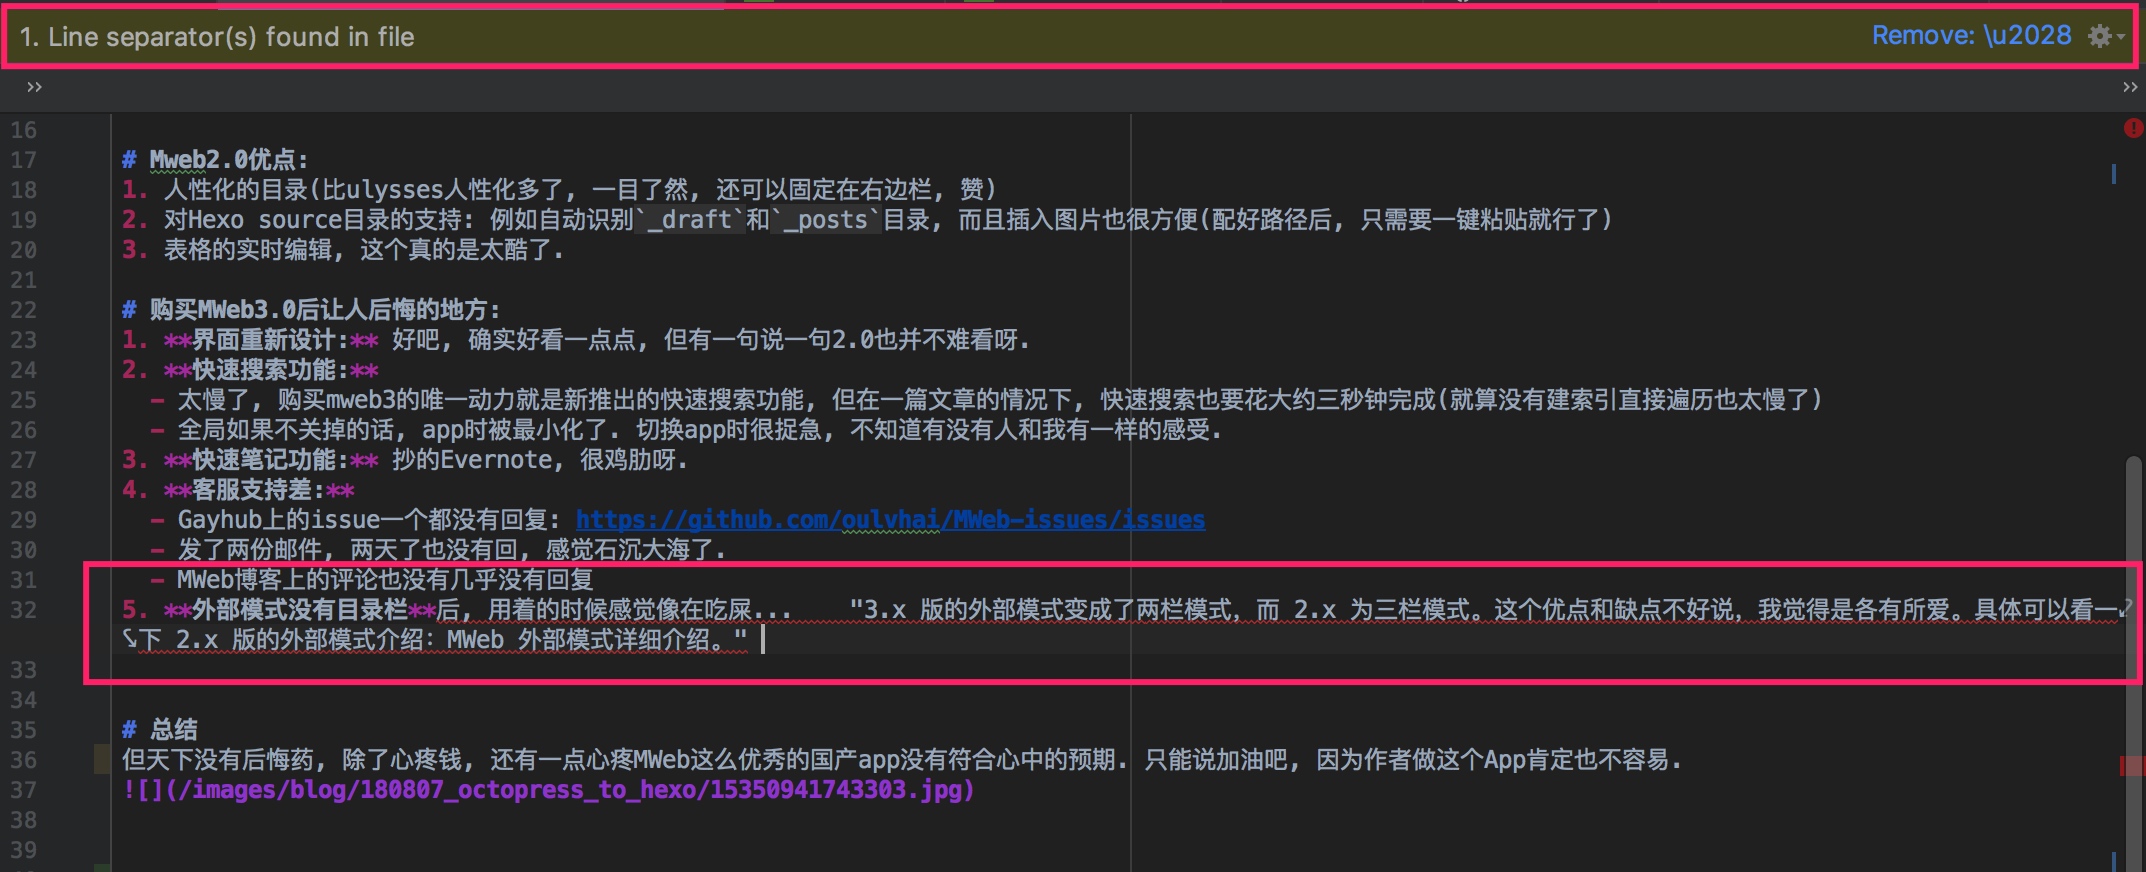 1. Line separator(s) found in file
Remove: \u2028
16
17 # Mweb2.0优点:
18 1. 人性化的目录(比ulysses人性化多了, 一目了然, 还可以固定在右边栏, 赞)
19 2. 对Hexo source目录的支持: 例如自动识别`_draft`和`_posts`目录, 而且插入图片也很方便(配好路径后, 只需要一键粘贴就行了)
20 3. 表格的实时编辑, 这个真的是太酷了.
21
22 # 购买MWeb3.0后让人后悔的地方:
23 1. **界面重新设计:** 好吧, 确实好看一点点, 但有一句说一句2.0也并不难看呀.
24 2. **快速搜索功能:**
25 - 太慢了, 购买mweb3的唯一动力就是新推出的快速搜索功能, 但在一篇文章的情况下, 快速搜索也要花大约三秒钟完成(就算没有建索引直接遍历也太慢了)
26 - 全局如果不关掉的话, app时被最小化了. 切换app时很捉急, 不知道有没有人和我有一样的感受.
27 3. **快速笔记功能:** 抄的Evernote, 很鸡肋呀.
28 4. **客服支持差:**
29 - Gayhub上的issue一个都没有回复: https://github.com/oulvhai/MWeb-issues/issues
30 - 发了两份邮件, 两天了也没有回, 感觉石沉大海了.
31 - MWeb博客上的评论也没有几乎没有回复
32 5. **外部模式没有目录栏**后, 用着的时候感觉像在吃屎... "3.x 版的外部模式变成了两栏模式，而 2.x 为三栏模式。这个优点和缺点不好说，我觉得是各有所爱。具体可以看一
下 2.x 版的外部模式介绍：MWeb 外部模式详细介绍。"
33
34
35 # 总结
36 但天下没有后悔药, 除了心疼钱, 还有一点心疼MWeb这么优秀的国产app没有符合心中的预期. 只能说加油吧, 因为作者做这个App肯定也不容易.
37 ![](/images/blog/180807_octopress_to_hexo/15350941743303.jpg)
38
39